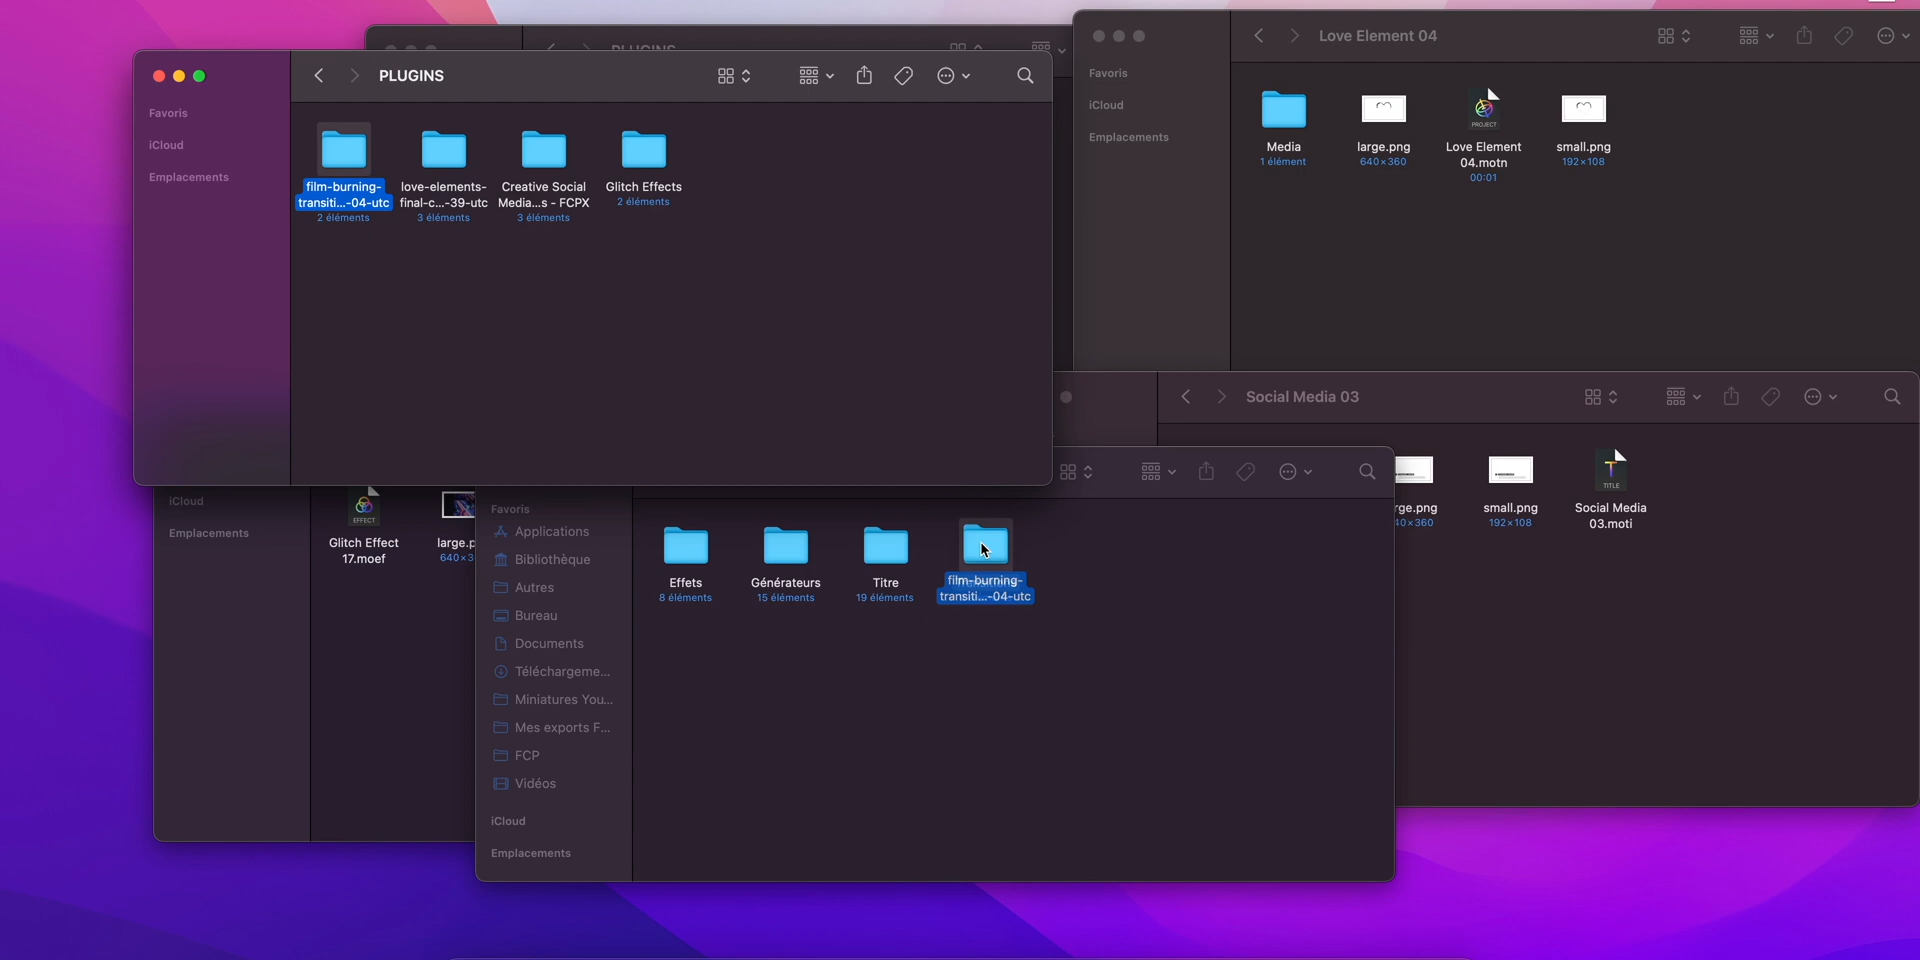 PLUGINS
PLUGINS
Favoris
iCloud
Emplacements
film-burning-
transiti...-04-utc
2 éléments
love-elements-
final-c...-39-utc
3 éléments
Creative Social
Media...s - FCPX
3 éléments
Glitch Effects
2 éléments
Love Element 04
Favoris
iCloud
Emplacements
Media
1 élément
large.png
640×360
PROJECT
Love Element
04.motn
00:01
small.png
192×108
Social Media 03
rge.png
40×360
small.png
192×108
TITLE
Social Media
03.moti
iCloud
Emplacements
EFFECT
Glitch Effect
17.moef
large.p
640×3
Favoris
Applications
Bibliothèque
Autres
Bureau
Documents
Téléchargeme...
Miniatures You...
Mes exports F...
FCP
Vidéos
iCloud
Emplacements
Effets
8 éléments
Générateurs
15 éléments
Titre
19 éléments
film-burning-
transiti...-04-utc